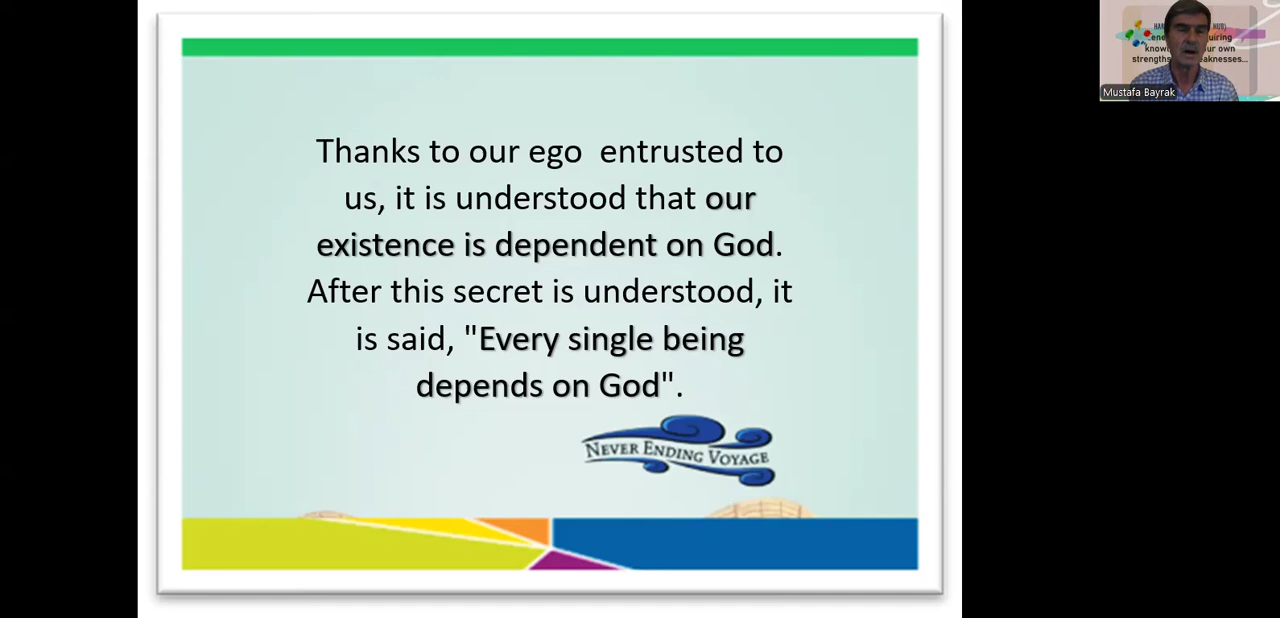 Thanks to our ego entrusted to
us, it is understood that our
existence is dependent on God.
After this secret is understood, it
is said, "Every single being
depends on God".
NEVER ENDING VOYAGE
Mustafa Bayrak